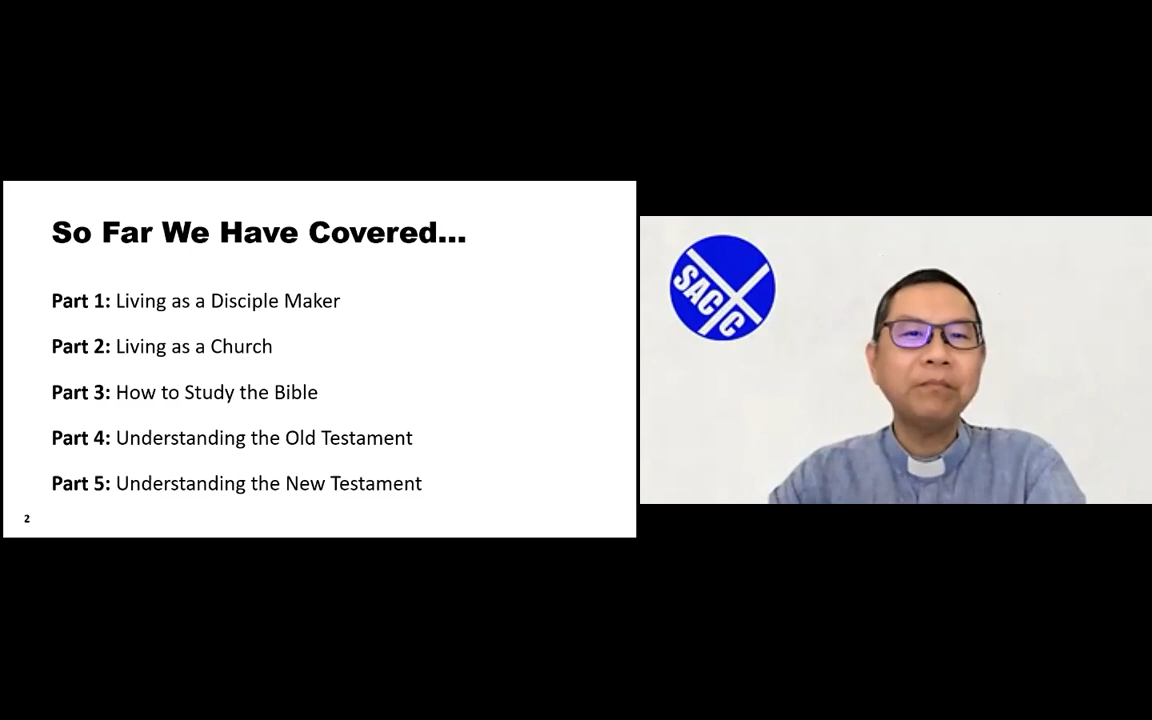 So Far We Have Covered...
Part 1: Living as a Disciple Maker
Part 2: Living as a Church
Part 3: How to Study the Bible
Part 4: Understanding the Old Testament
Part 5: Understanding the New Testament
2
SACC